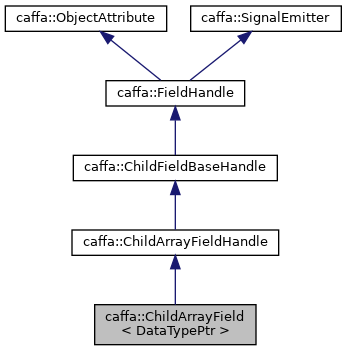 caffa::ObjectAttribute
caffa::SignalEmitter
caffa::FieldHandle
caffa::ChildFieldBaseHandle
caffa::ChildArrayFieldHandle
caffa::ChildArrayField
< DataTypePtr >